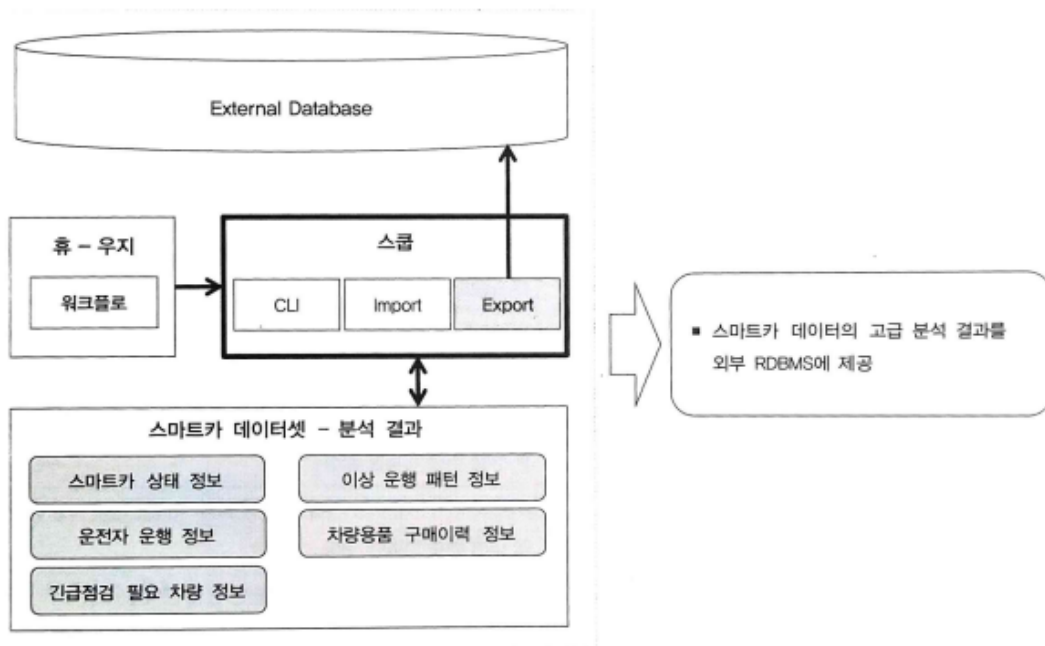 External Database
휴 - 우지
워크플로
스쿱
CLI
Import
Export
스마트카 데이터셋 - 분석 결과
스마트카 상태 정보
이상 운행 패턴 정보
운전자 운행 정보
차량용품 구매이력 정보
긴급점검 필요 차량 정보
■ 스마트카 데이터의 고급 분석 결과를
외부 RDBMS에 제공